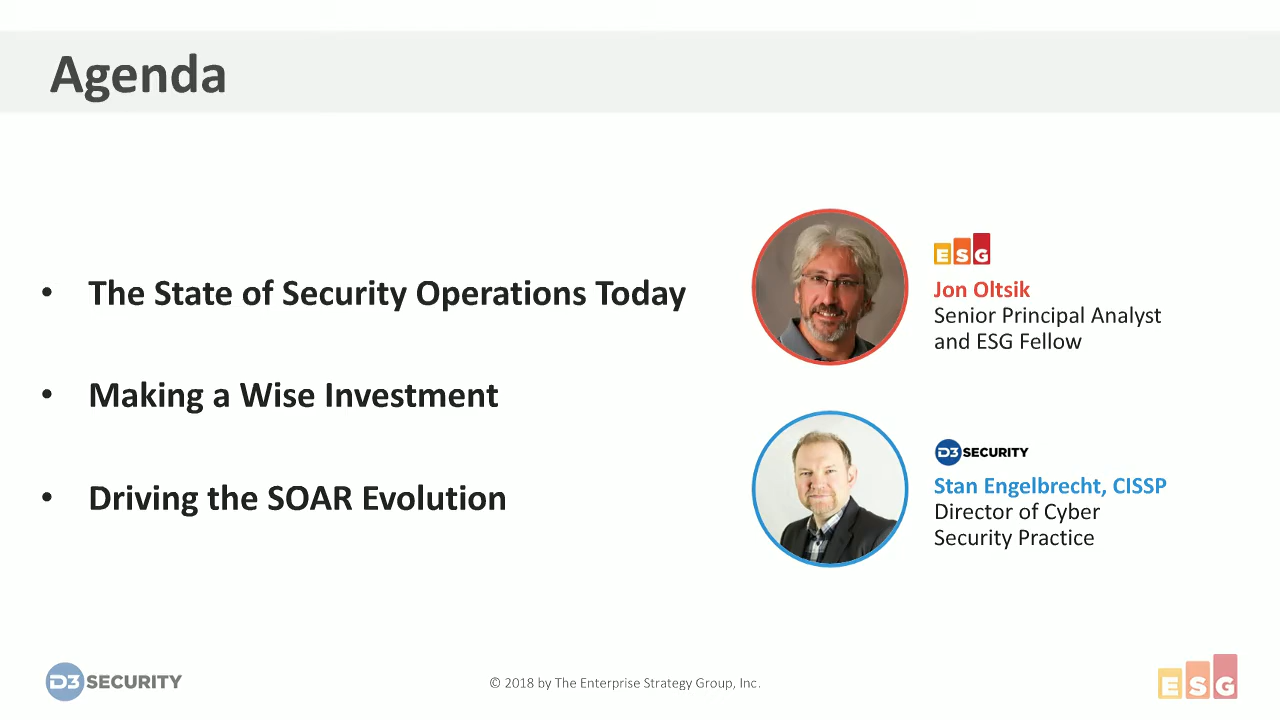 Agenda
• The State of Security Operations Today
• Making a Wise Investment
• Driving the SOAR Evolution
ESG
Jon Oltsik
Senior Principal Analyst
and ESG Fellow
D3 SECURITY
Stan Engelbrecht, CISSP
Director of Cyber
Security Practice
D3 SECURITY
© 2018 by The Enterprise Strategy Group, Inc.
ESG